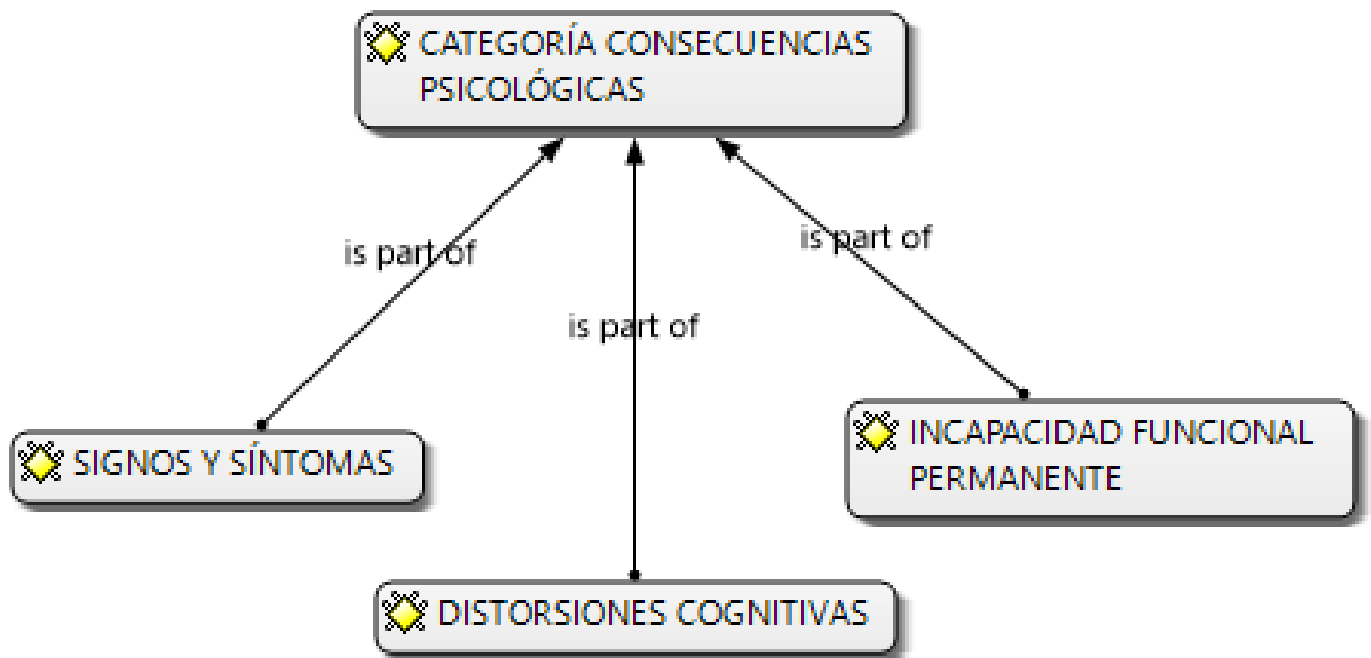 CATEGORÍA CONSECUENCIAS
PSICOLÓGICAS
is part of
is part of
is part of
SIGNOS Y SÍNTOMAS
INCAPACIDAD FUNCIONAL
PERMANENTE
DISTORSIONES COGNITIVAS